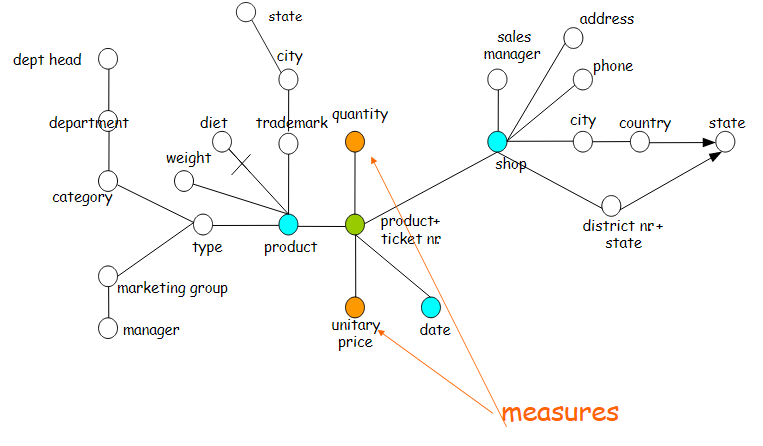 state
address
sales
manager
dept head
city
phone
quantity
department
diet
trademark
city
country
state
weight
shop
category
product+
ticket nr.
district nr.+
state
type
product
marketing group
manager
unitary
price
date
measures